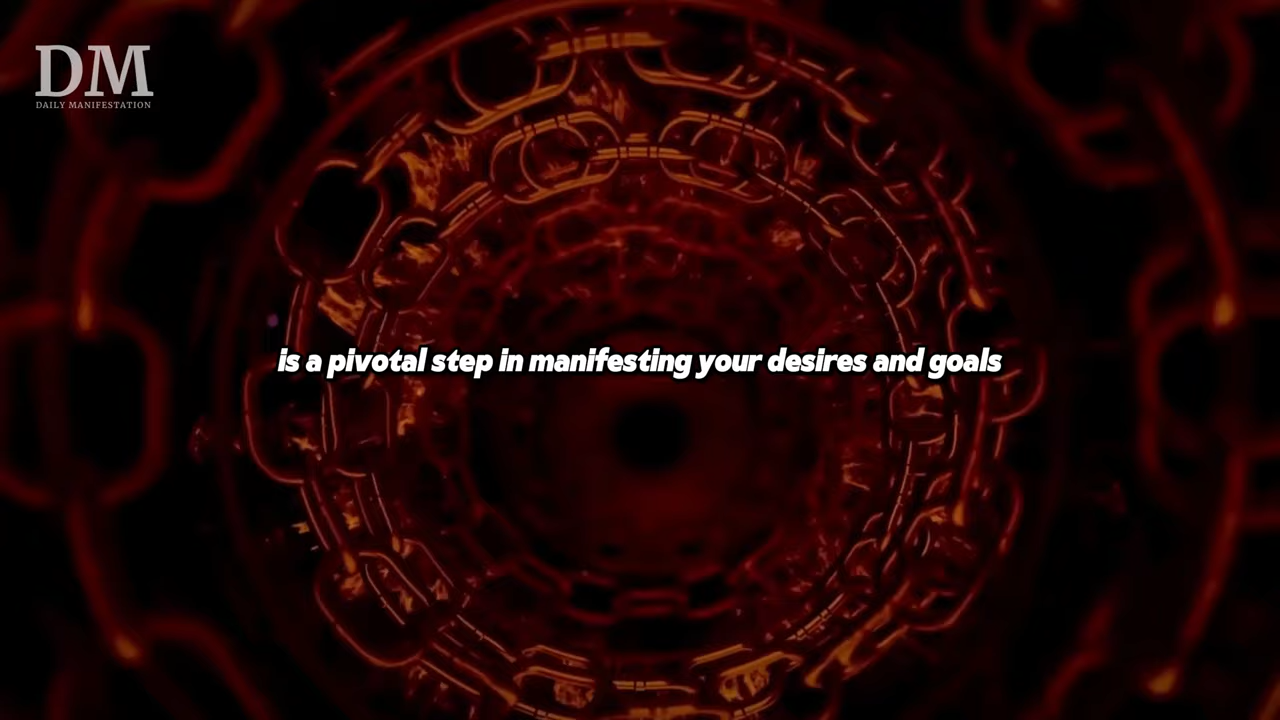 DM
DAILY MANIFESTATION
is a pivotal step in manifesting your desires and goals